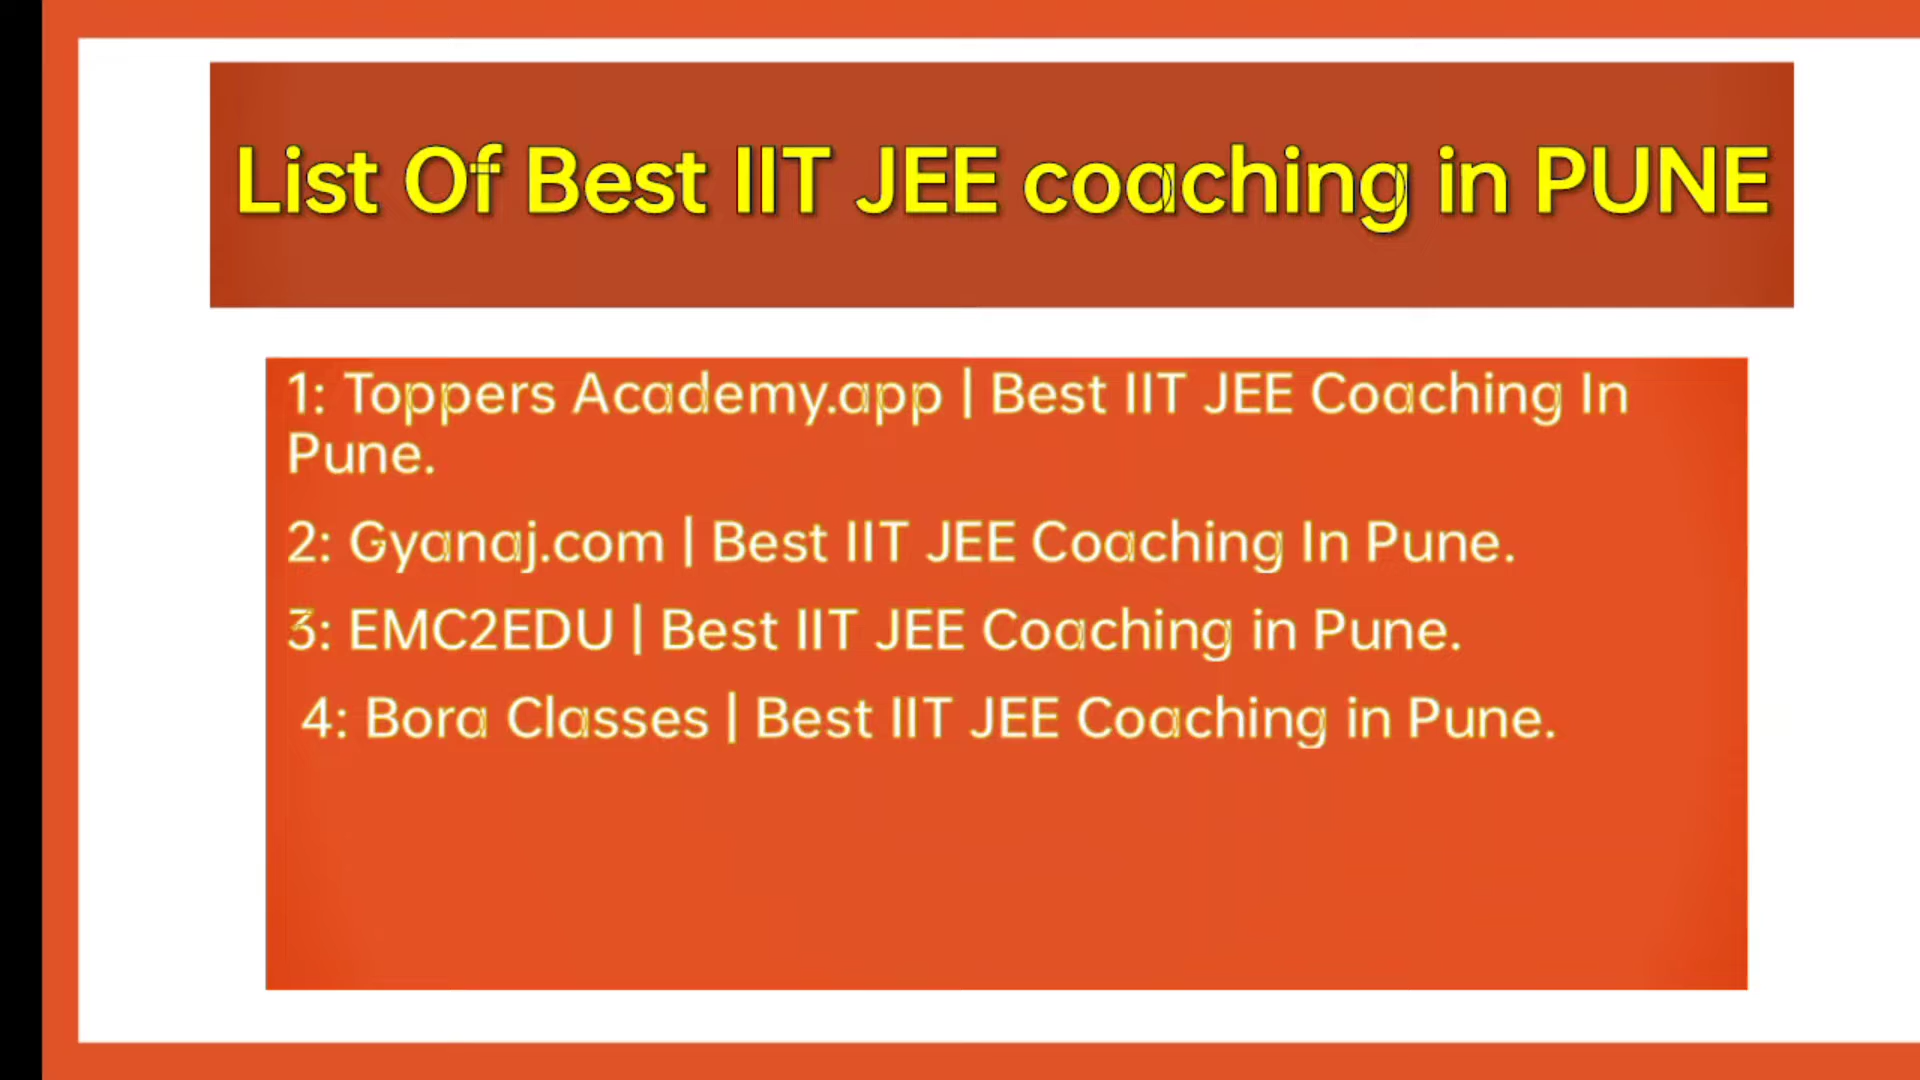 List Of Best IIT JEE coaching in PUNE
1: Toppers Academy.app | Best IIT JEE Coaching In
Pune.
2: Gyanaj.com | Best IIT JEE Coaching In Pune.
3: EMC2EDU | Best IIT JEE Coaching in Pune.
4: Bora Classes | Best IIT JEE Coaching in Pune.